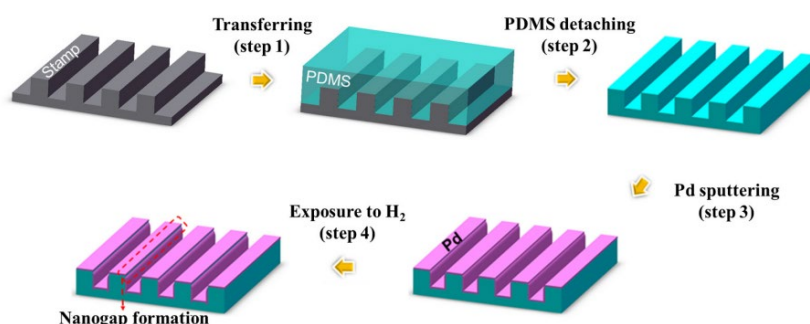 Transferring
(step 1)
PDMS detaching
(step 2)
Stamp
PDMS
Pd sputtering
(step 3)
Exposure to H₂
(step 4)
Pd
Nanogap formation